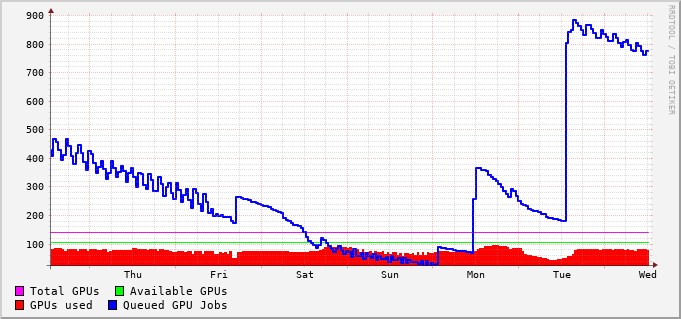 900
800
700
600
500
400
300
200
100
Thu Fri Sat Sun Mon Tue Wed
Total GPUs Available GPUs
GPUs used Queued GPU Jobs
RRDTOOL / TOBI OETIKER